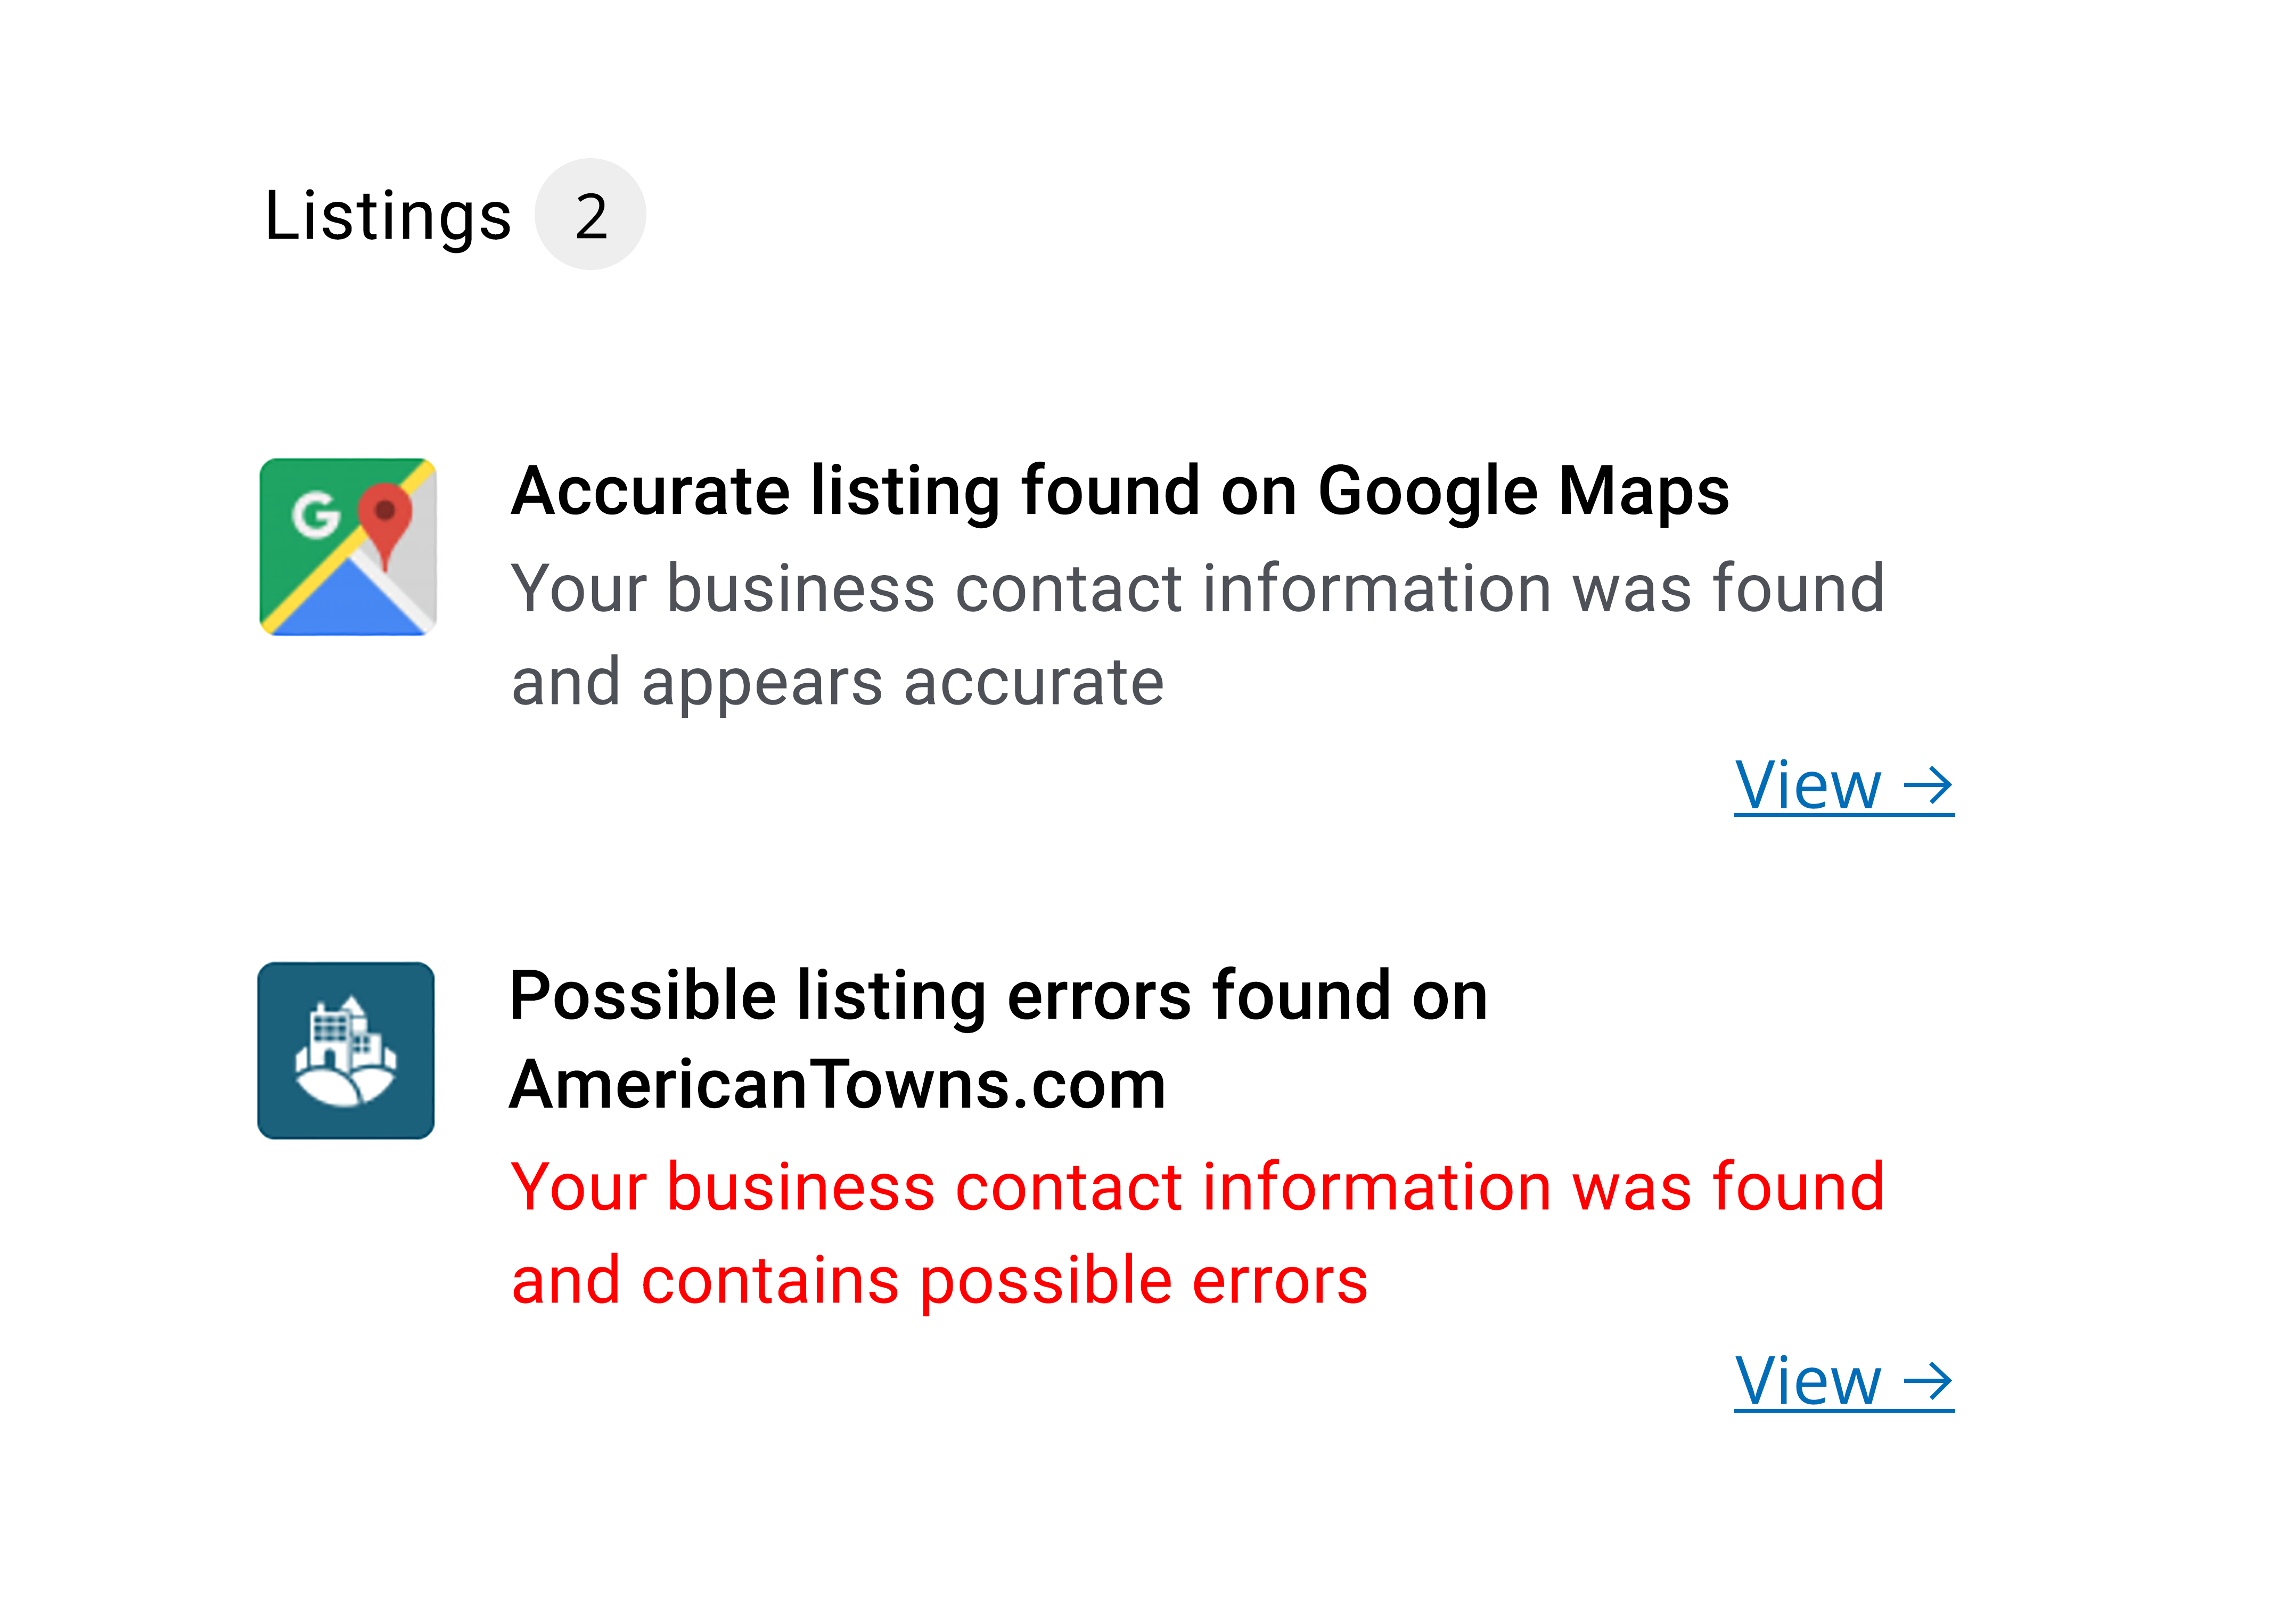 Listings 2
G
Accurate listing found on Google Maps
Your business contact information was found
and appears accurate
View →
Possible listing errors found on
AmericanTowns.com
Your business contact information was found
and contains possible errors
View →